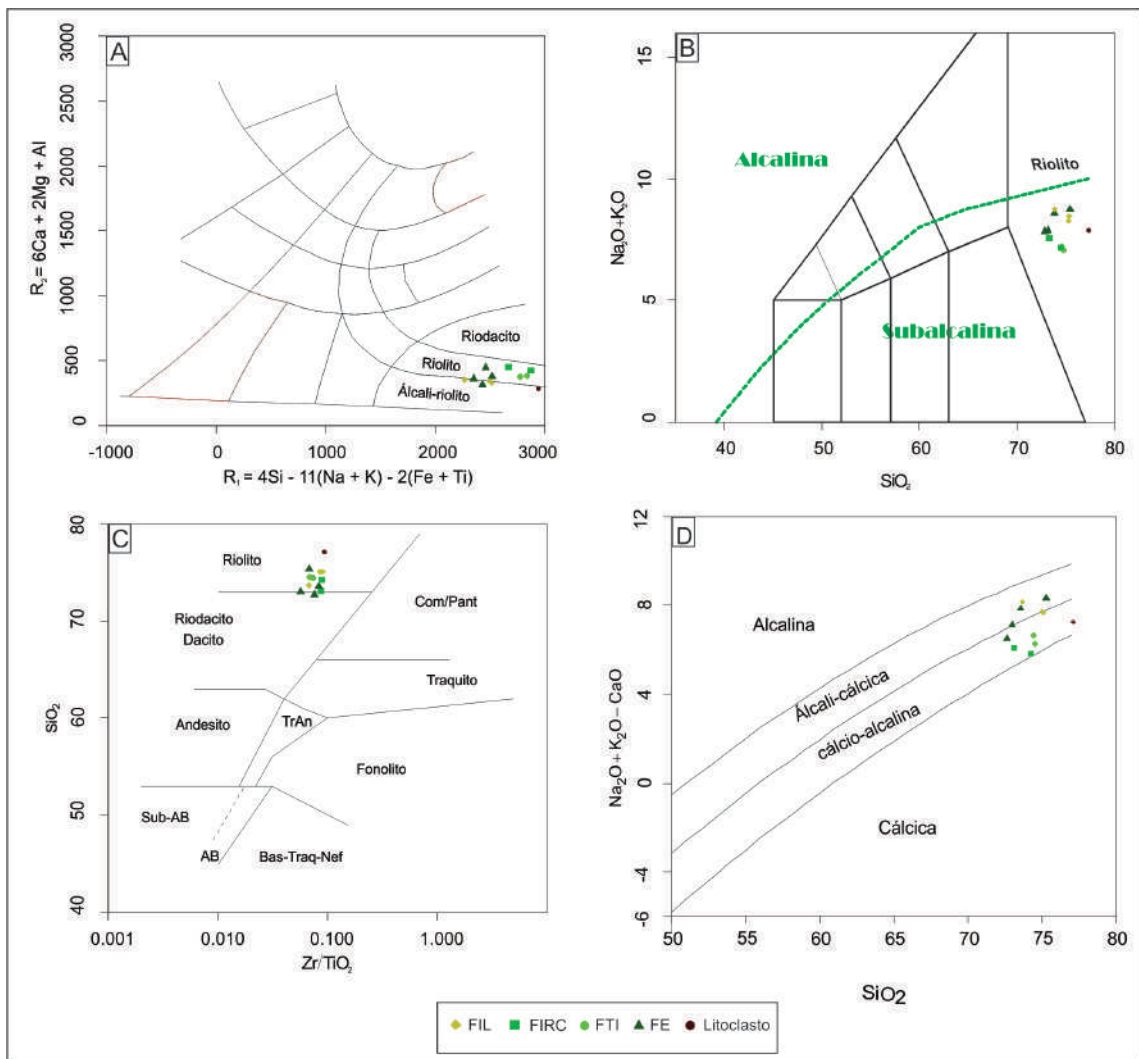 A
3000
2500
2000
1500
1000
500
0
R₂= 6Ca + 2Mg + Al
Riodacito
Riolito
Álcali-riolito
-1000 0 1000 2000 3000
R₁ = 4Si - 11(Na + K) - 2(Fe + Ti)
B
15
10
5
0
Na₂O+K₂O
Alcalina
Riolito
Subalcalina
40 50 60 70 80
SiO₂
C
80
70
60
50
40
SiO₂
Riolito
Com/Pant
Riodacito
Dacito
Traquito
Andesito
TrAn
Fonolito
Sub-AB
AB
Bas-Traq-Nef
0.001 0.010 0.100 1.000
Zr/TiO₂
D
12
8
4
0
-4
-6
Na₂O+ K₂O – CaO
Alcalina
Álcali-cálcica
cálcio-alcalina
Cálcica
50 55 60 65 70 75 80
SiO₂
FIL FIRC FTI FE Litoclasto